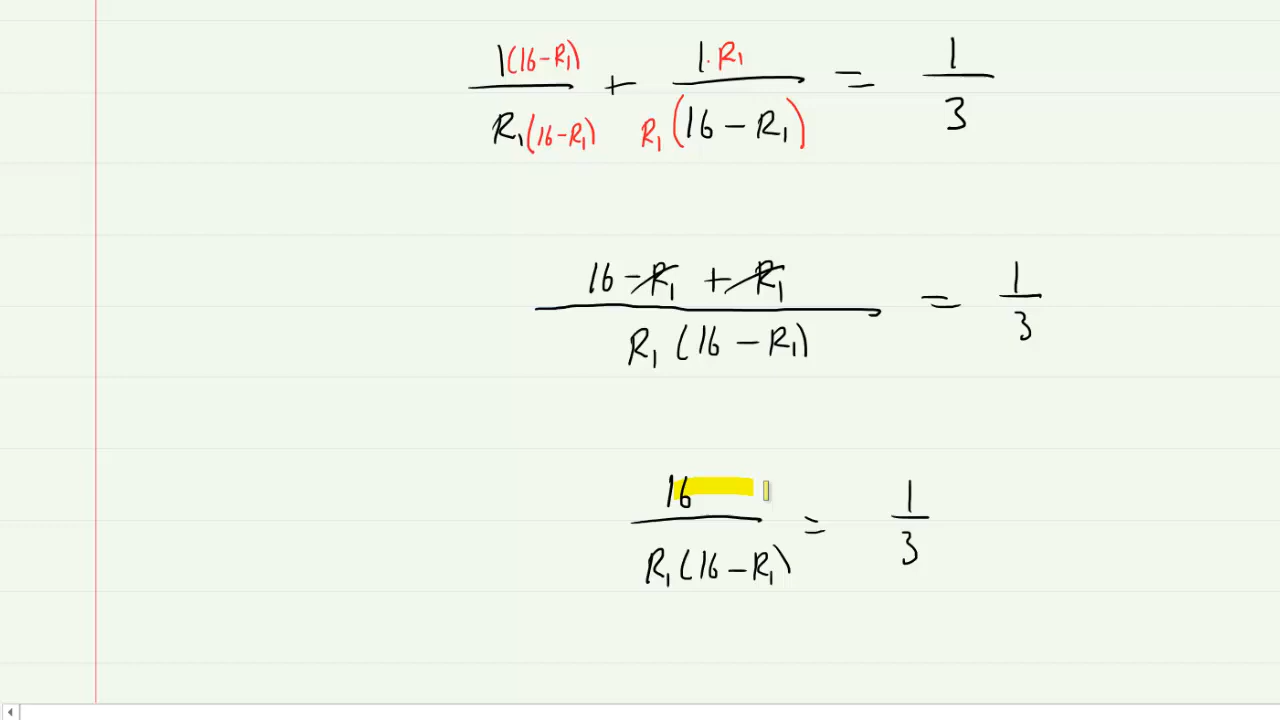 1(16-R₁) / R₁(16-R₁) + 1·R₁ / R₁(16-R₁) = 1/3
16-R₁ + R₁ / R₁(16-R₁) = 1/3
16 / R₁(16-R₁) = 1/3